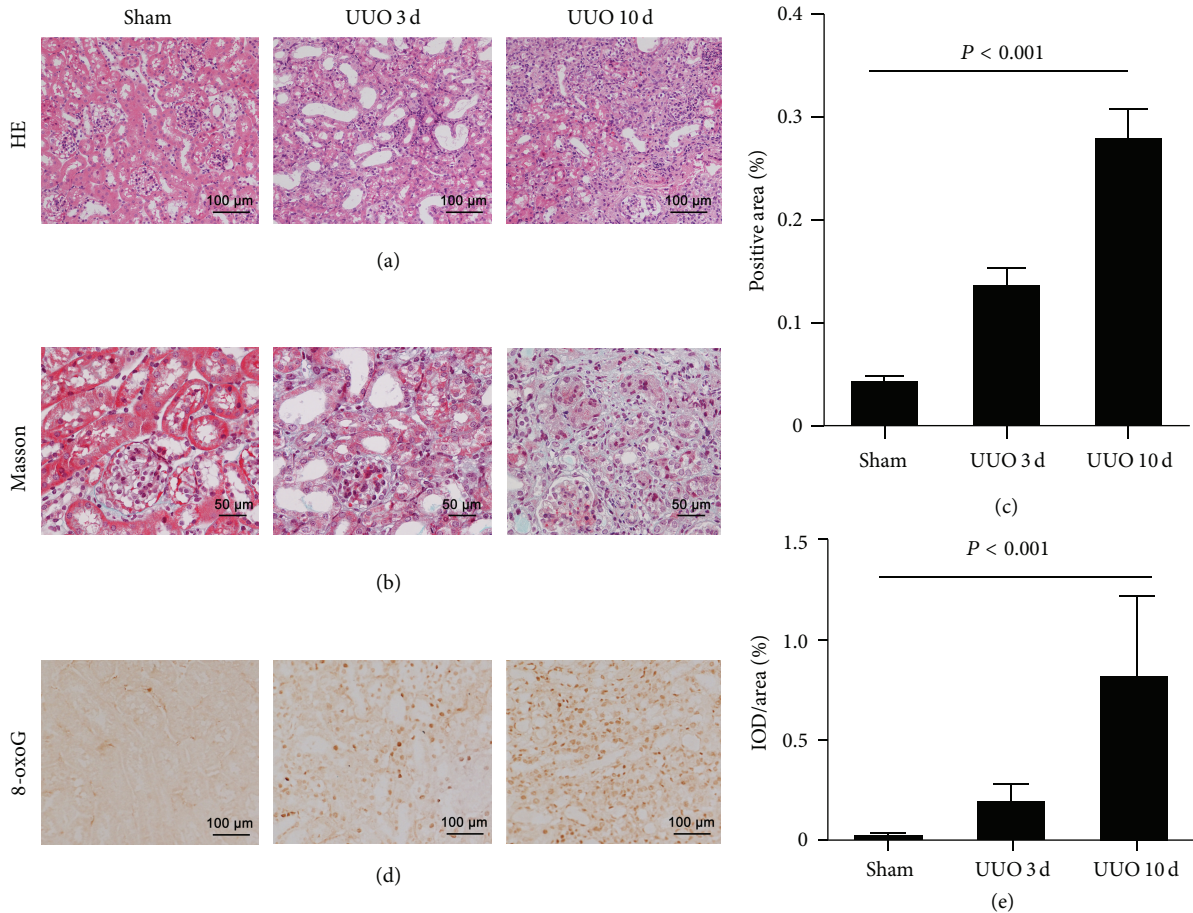 Sham UUO 3 d UUO 10 d
HE
100 µm 100 µm 100 µm
(a)
Masson
50 µm 50 µm 50 µm
(b)
8-oxoG
100 µm 100 µm 100 µm
(d)
P < 0.001
Positive area (%)
0.4
0.3
0.2
0.1
0
Sham UUO 3 d UUO 10 d
(c)
P < 0.001
IOD/area (%)
1.5
1.0
0.5
0
Sham UUO 3 d UUO 10 d
(e)